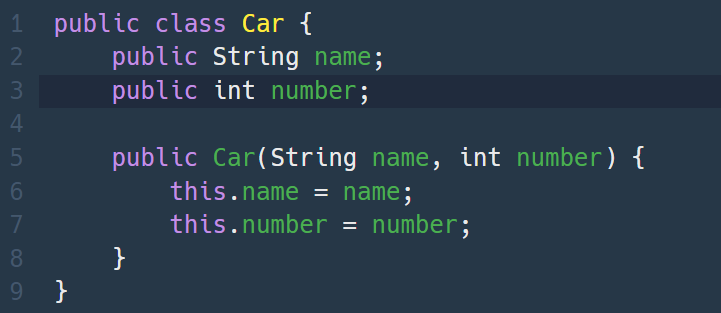 1 public class Car {
2     public String name;
3     public int number;
4
5     public Car(String name, int number) {
6         this.name = name;
7         this.number = number;
8     }
9 }